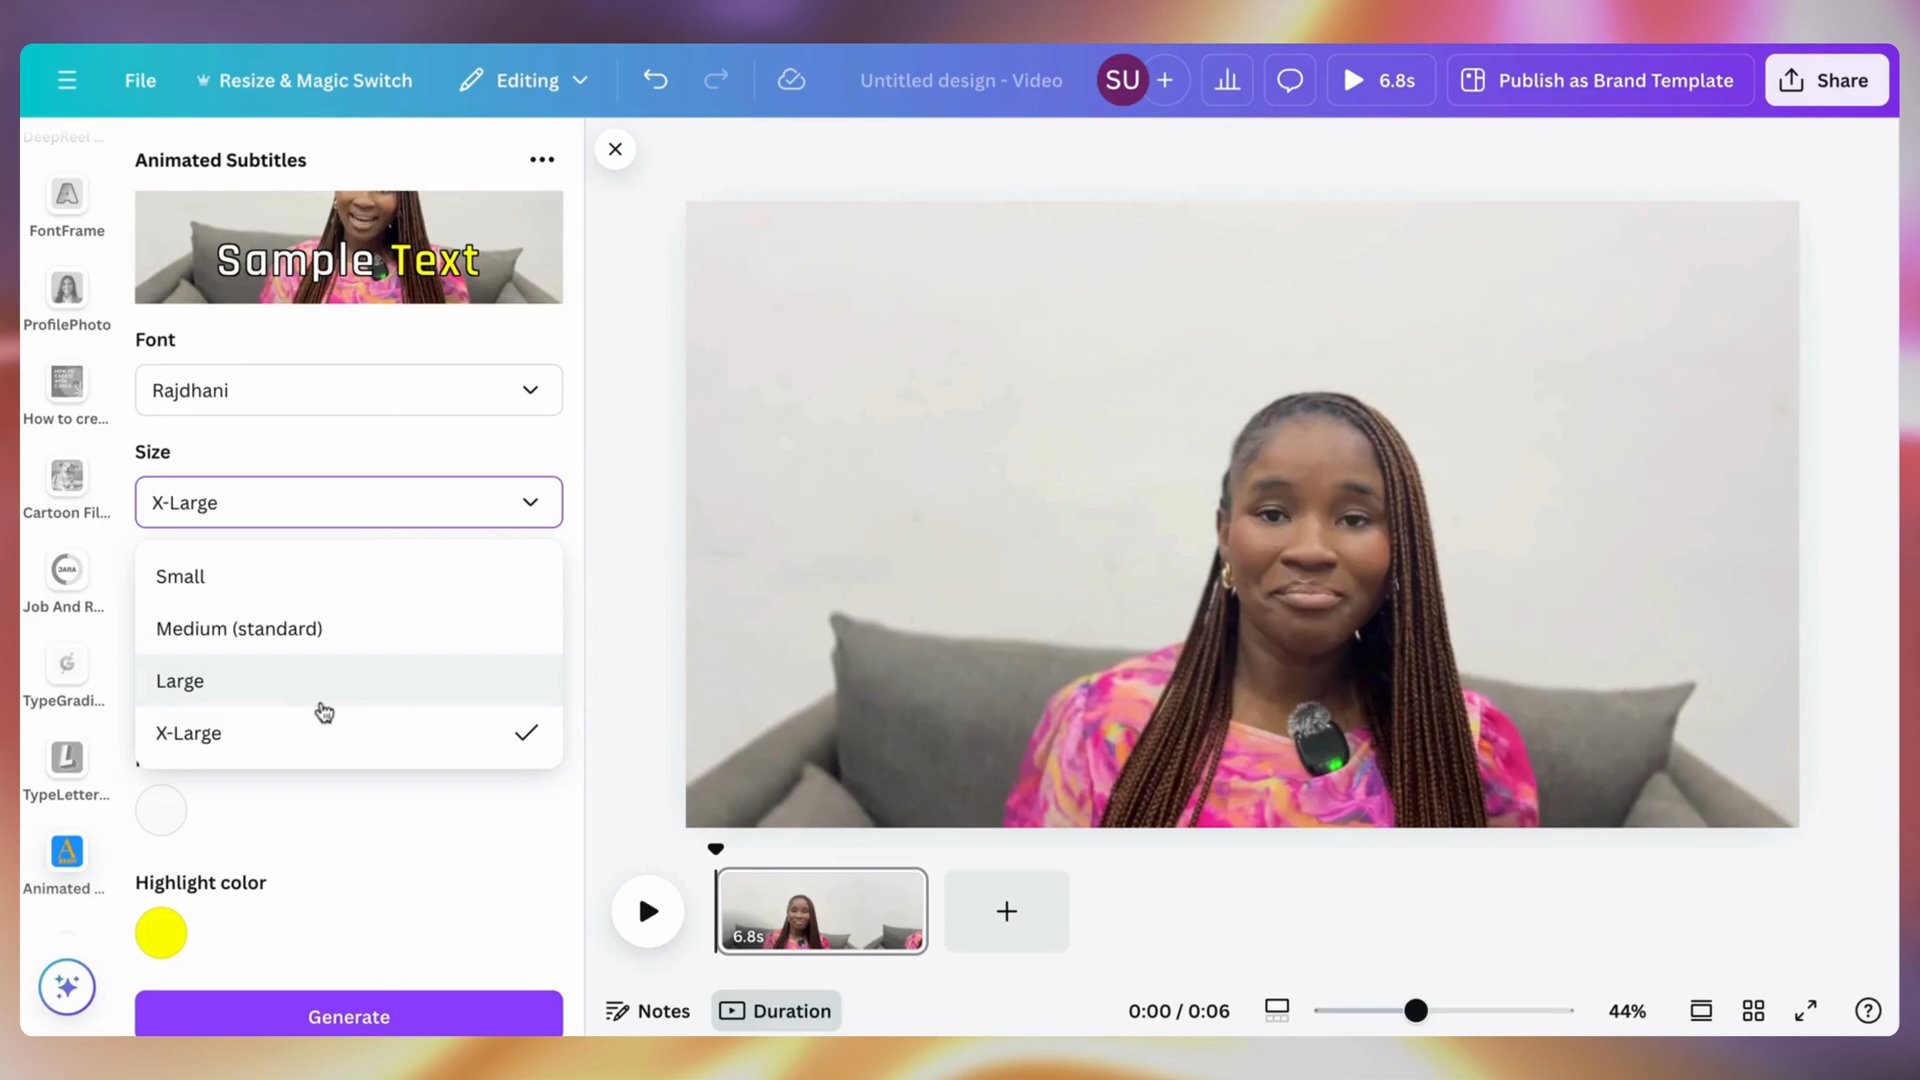 File
Resize & Magic Switch
Editing
Untitled design - Video
SU
6.8s
Publish as Brand Template
Share
DeepReel ...
FontFrame
ProfilePhoto
How to cre...
Cartoon Fil...
Job And R...
TypeGradi...
TypeLetter...
Animated ...
Animated Subtitles
Sample Text
Font
Rajdhani
Size
X-Large
Small
Medium (standard)
Large
X-Large
Highlight color
Generate
6.8s
Notes
Duration
0:00 / 0:06
44%